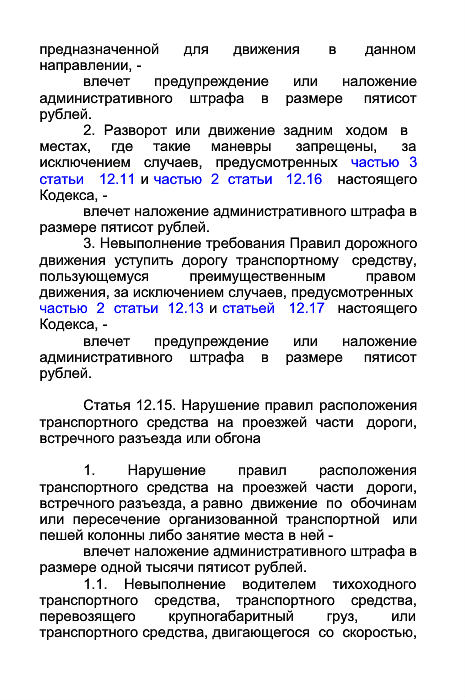 предназначенной для движения в данном
направлении, -
влечет предупреждение или наложение
административного штрафа в размере пятисот
рублей.
2. Разворот или движение задним ходом в
местах, где такие маневры запрещены, за
исключением случаев, предусмотренных частью 3
статьи 12.11 и частью 2 статьи 12.16 настоящего
Кодекса, -
влечет наложение административного штрафа в
размере пятисот рублей.
3. Невыполнение требования Правил дорожного
движения уступить дорогу транспортному средству,
пользующемуся преимущественным правом
движения, за исключением случаев, предусмотренных
частью 2 статьи 12.13 и статьей 12.17 настоящего
Кодекса, -
влечет предупреждение или наложение
административного штрафа в размере пятисот
рублей.
Статья 12.15. Нарушение правил расположения
транспортного средства на проезжей части дороги,
встречного разъезда или обгона
1. Нарушение правил расположения
транспортного средства на проезжей части дороги,
встречного разъезда, а равно движение по обочинам
или пересечение организованной транспортной или
пешей колонны либо занятие места в ней -
влечет наложение административного штрафа в
размере одной тысячи пятисот рублей.
1.1. Невыполнение водителем тихоходного
транспортного средства, транспортного средства,
перевозящего крупногабаритный груз, или
транспортного средства, двигающегося со скоростью,